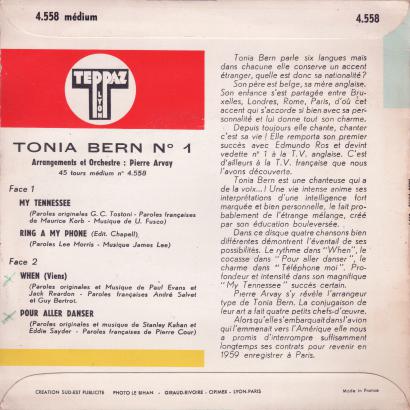 4.558 médium
4.558
TEPPAZ
LYON
TONIA BERN Nº 1
Arrangements et Orchestre : Pierre Arvay
45 tours médium nº 4.558
Face 1
MY TENNESSEE
(Paroles originales G. C. Testoni - Paroles françaises
de Maurice Korb - Musique de U. Fusco)
RING A MY PHONE (Edit. Chapell)
(Paroles Lee Morris - Musique James Lee)
Face 2
WHEN (Viens)
(Paroles originales et Musique de Paul Evans et
Jack Reardon - Paroles françaises André Salvet
et Guy Bertret)
POUR ALLER DANSER
(Paroles originales et musique de Stanley Kahan et
Eddie Sayder - Paroles françaises de Pierre Cour)
Tonia Bern parle six langues mais
dans chacune elle conserve un accent
étranger, quelle est donc sa nationalité ?
Son père est belge, sa mère anglaise.
Son enfance s'est partagée entre Bru-
xelles, Londres, Rome, Paris, d'où cet
accent qui s'accorde si bien avec sa per-
sonnalité et lui donne tout son charme.
Depuis toujours elle chante, chanter
c'est sa vie ! Elle remporta son premier
succès avec Edmundo Ros et devint
vedette nº 1 à la T.V. anglaise. C'est
d'ailleurs à la T.V. française que nous
l'avons découverte.
Tonia Bern est une chanteuse qui a
de la voix...! Une vie intense anime ses
interprétations d'une intelligence fort
marquée et bien personnelle, le fait pro-
bablement de l'étrange mélange, créé
par son éducation bouleversée.
Dans ce disque quatre chansons bien
différentes démontrent l'éventail de ses
possibilités. Le rythme dans "When", le
cocasse dans "Pour aller danser", le
charme dans "Téléphone moi". Pro-
fondeur et intensité dans son magnifique
"My Tennessee" succès certain.
Pierre Arvay s'y révèle l'arrangeur
type de Tonia Bern. La conjugaison de
leur art a fait quatre petits chefs-d'œuvre.
Alors qu'elle s'embarquait dans l'avion
qui l'emmenait vers l'Amérique elle nous
a promis d'interrompre suffisamment
longtemps ses contrats pour revenir en
1959 enregistrer à Paris.
CREATION SUD-EST PUBLICITE PHOTO LE BIHAN - GIRAUD-RIVOIRE - OPIMEX - LYON-PARIS
Made in France